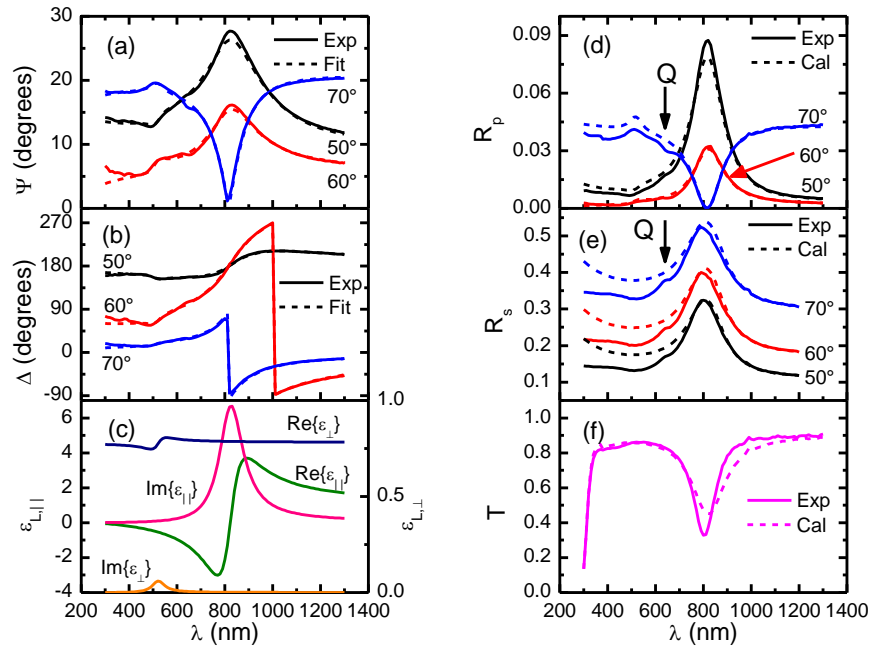 (a)
Exp
Fit
70°
50°
60°
Ψ (degrees)
30
20
10
0
(b)
50°
60°
70°
Exp
Fit
Δ (degrees)
270
180
90
0
-90
(c)
Re{ε⊥}
Im{ε||}
Re{ε||}
Im{ε⊥}
ε_L,||
6
4
2
0
-2
-4
ε_L,⊥
1.0
0.5
0.0
200 400 600 800 1000 1200 1400
λ (nm)
(d)
Q
Exp
Cal
70°
60°
50°
R_p
0.09
0.06
0.03
0.00
(e)
Q
Exp
Cal
70°
60°
50°
R_s
0.5
0.4
0.3
0.2
0.1
(f)
Exp
Cal
T
1.0
0.8
0.6
0.4
0.2
0.0
200 400 600 800 1000 1200 1400
λ (nm)